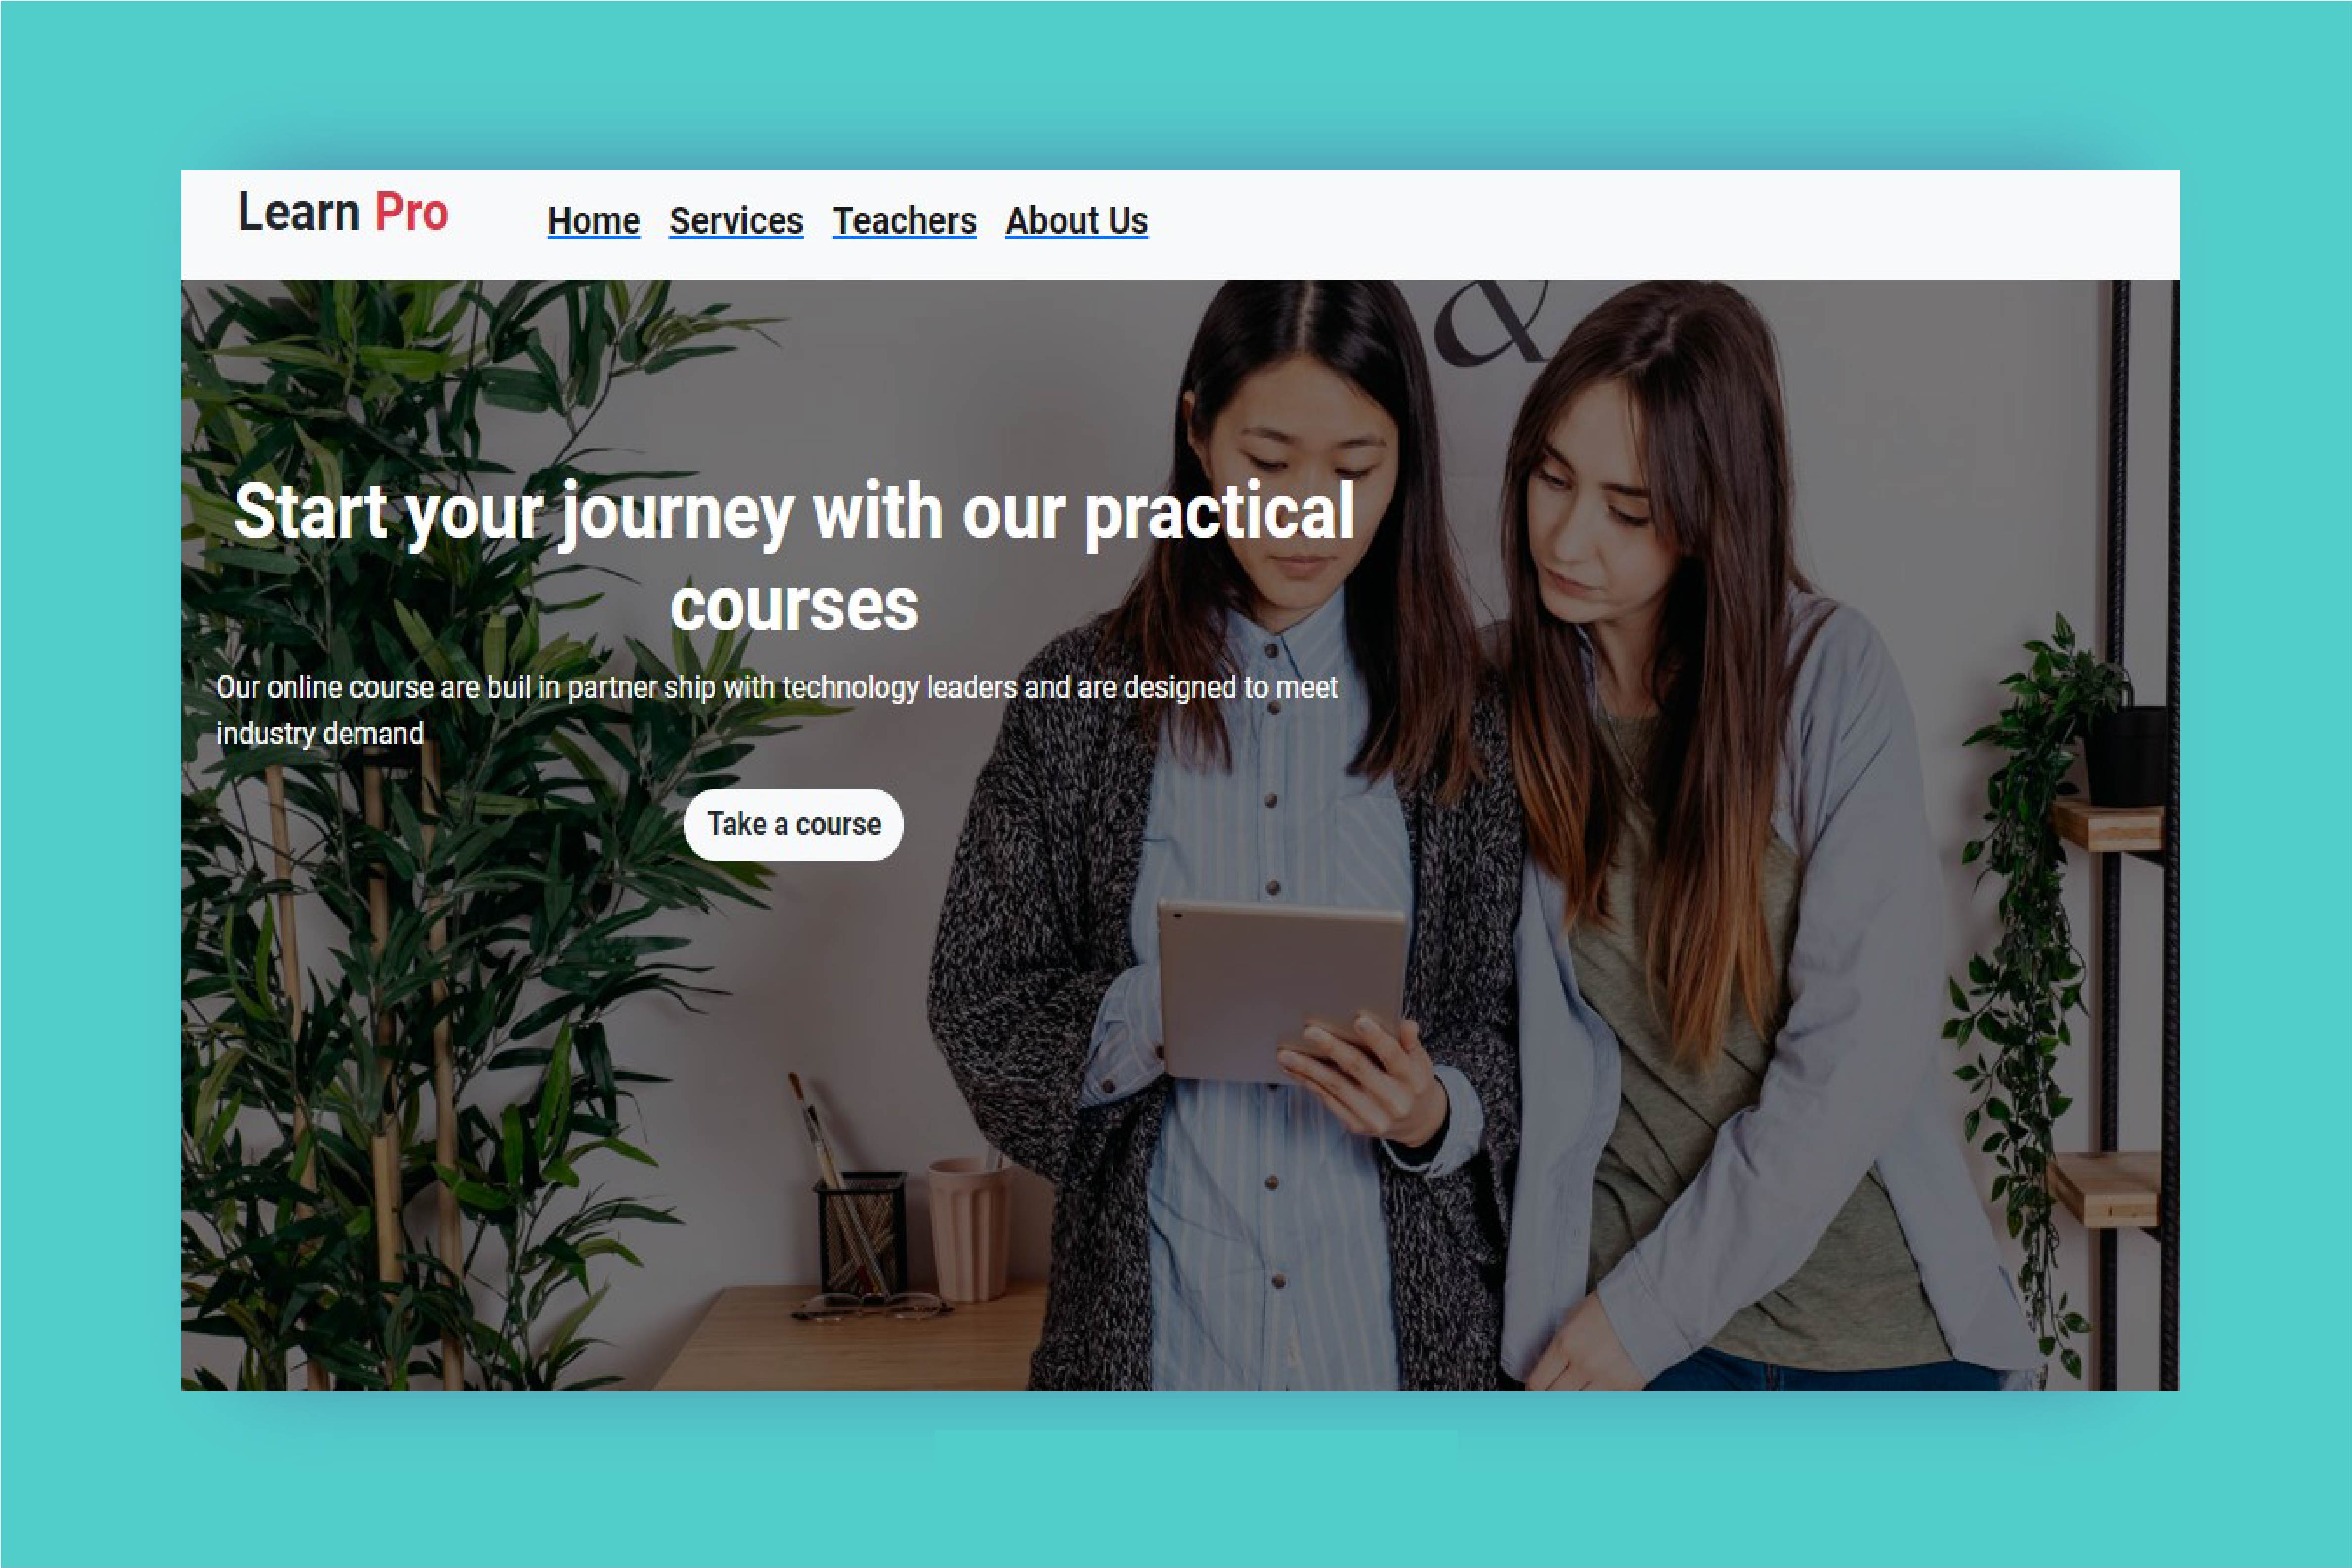 Learn Pro
Home Services Teachers About Us
&
Start your journey with our practical
courses
Our online course are buil in partner ship with technology leaders and are designed to meet
industry demand
Take a course